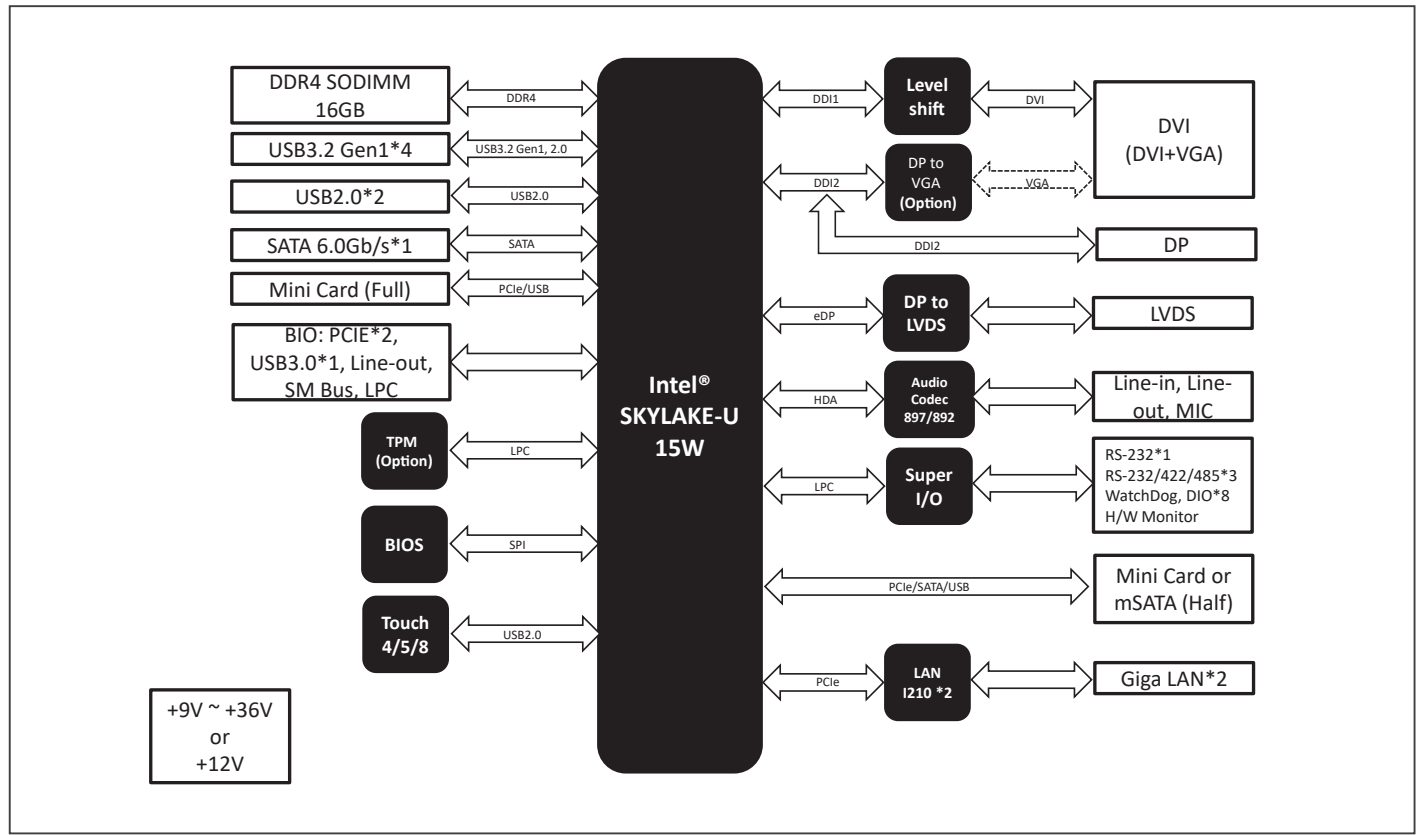 DDR4 SODIMM
16GB
DDR4
USB3.2 Gen1*4
USB3.2 Gen1, 2.0
USB2.0*2
USB2.0
SATA 6.0Gb/s*1
SATA
Mini Card (Full)
PCIe/USB
BIO: PCIE*2,
USB3.0*1, Line-out,
SM Bus, LPC
TPM
(Option)
LPC
BIOS
SPI
Touch
4/5/8
USB2.0
+9V ~ +36V
or
+12V
Intel®
SKYLAKE-U
15W
DDI1
Level
shift
DVI
DVI
(DVI+VGA)
DDI2
DP to
VGA
(Option)
VGA
DDI2
DP
eDP
DP to
LVDS
LVDS
HDA
Audio
Codec
897/892
Line-in, Line-
out, MIC
LPC
Super
I/O
RS-232*1
RS-232/422/485*3
WatchDog, DIO*8
H/W Monitor
PCIe/SATA/USB
Mini Card or
mSATA (Half)
PCIe
LAN
I210 *2
Giga LAN*2